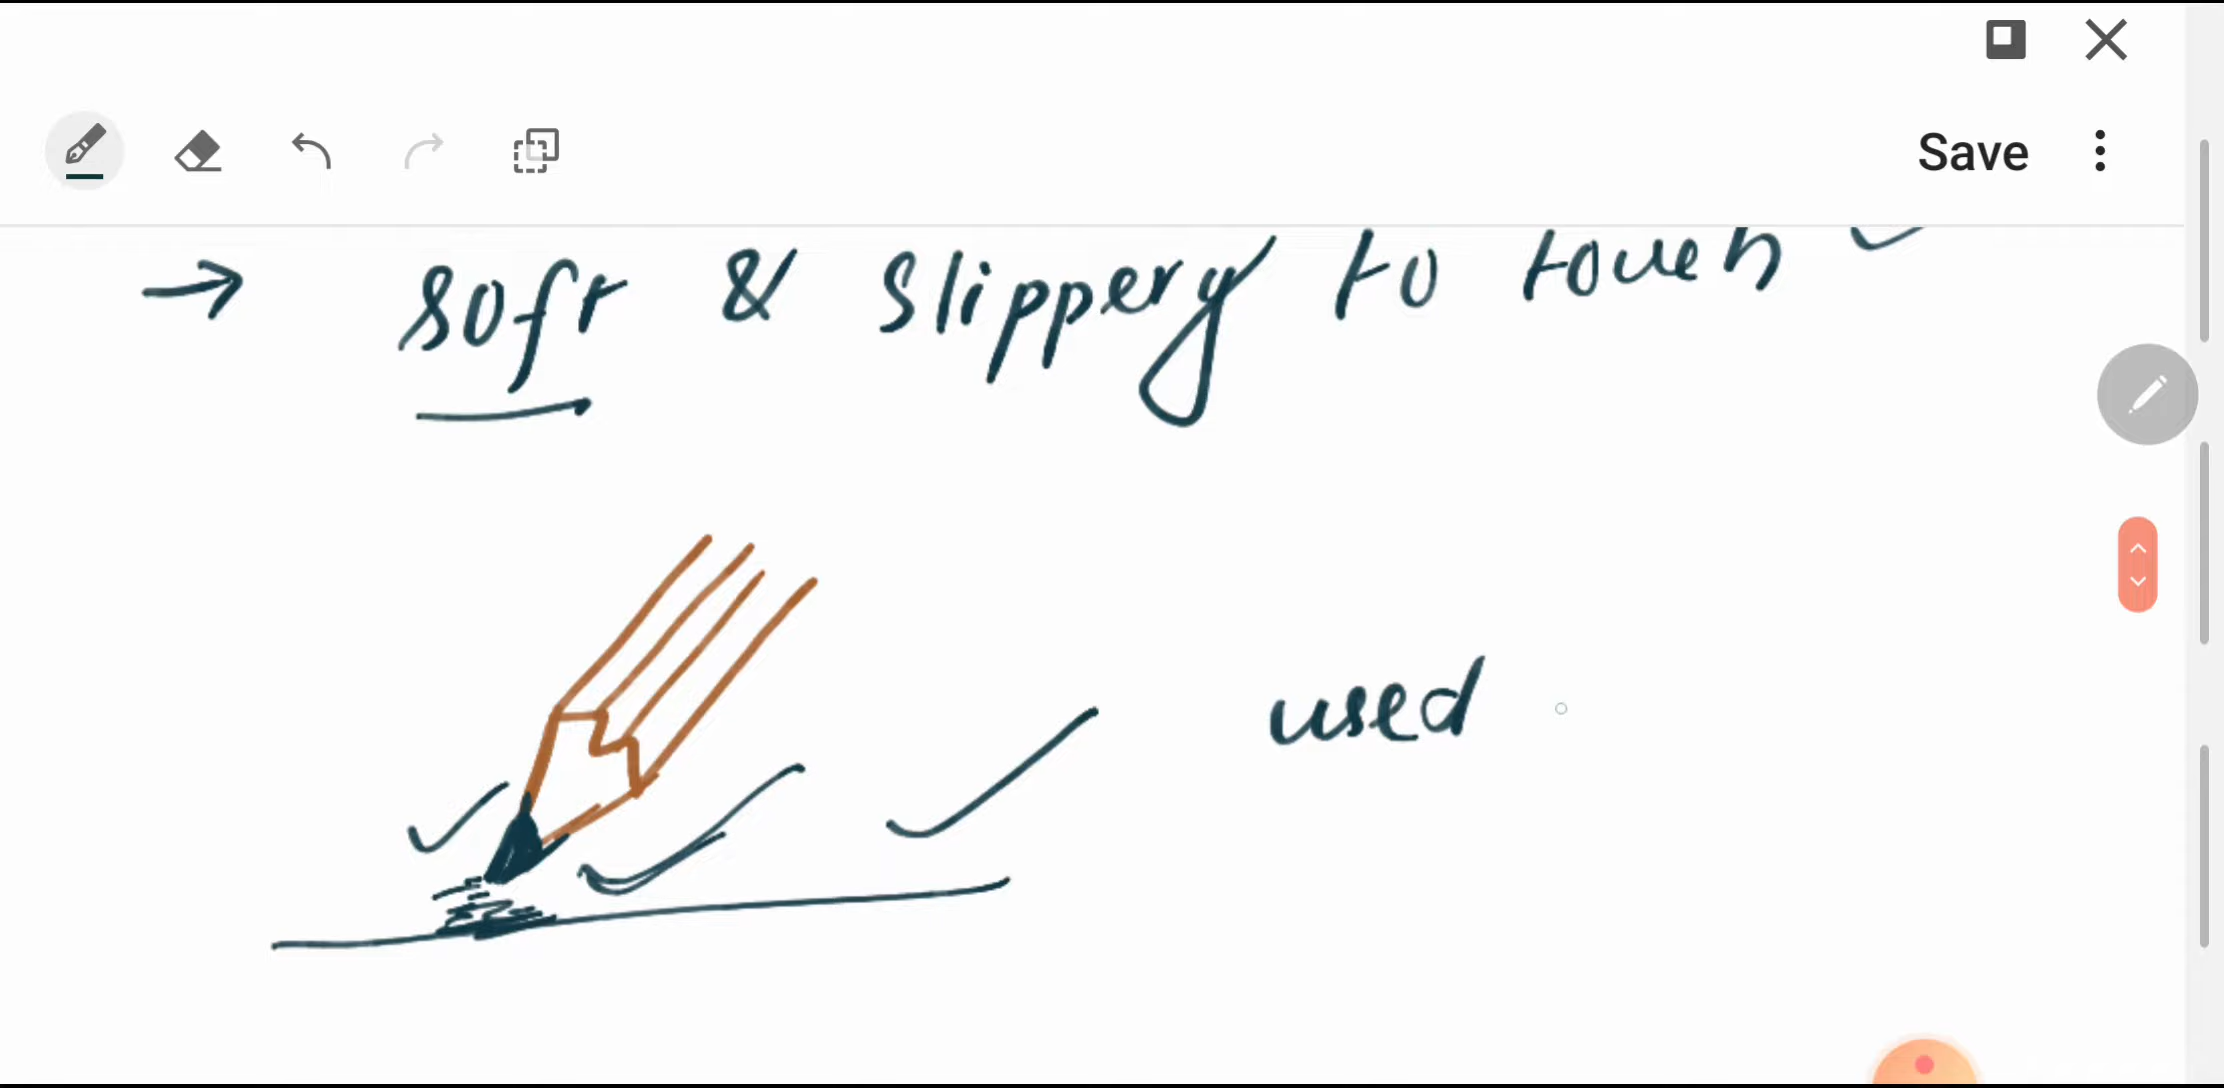 Save
→ soft & slippery to touch ✓
used